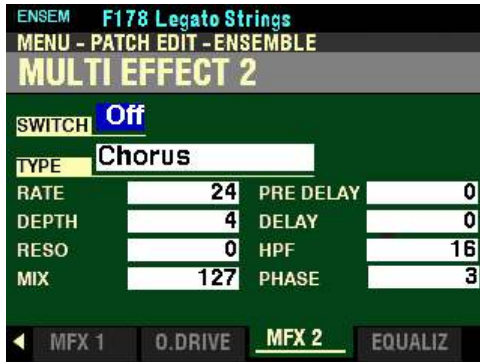 ENSEM F178 Legato Strings
MENU - PATCH EDIT - ENSEMBLE
MULTI EFFECT 2
SWITCH Off
TYPE Chorus
RATE 24 PRE DELAY 0
DEPTH 4 DELAY 0
RESO 0 HPF 16
MIX 127 PHASE 3
MFX 1 O.DRIVE MFX 2 EQUALIZ